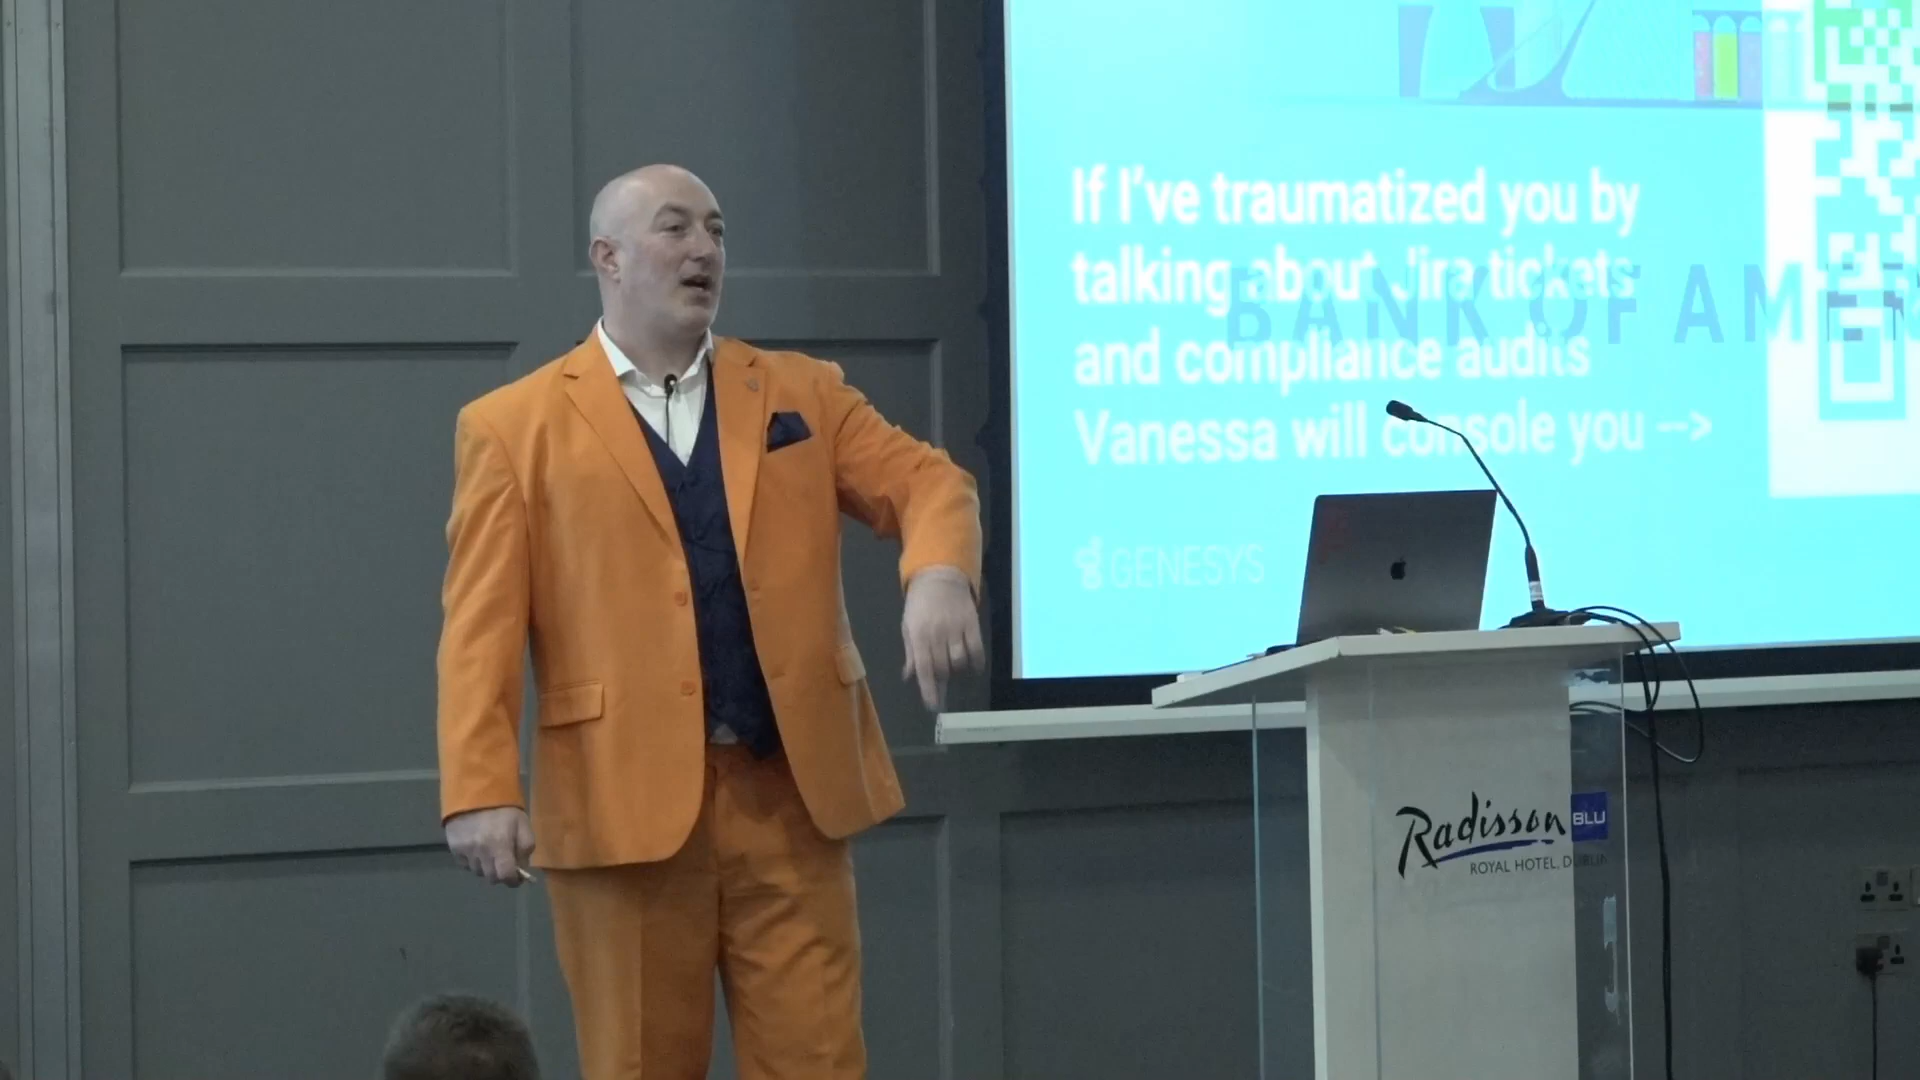 If I've traumatized you by
talking about Jira tickets
and compliance audits
Vanessa will console you -->
BANK OF AME
GENESYS
Radisson BLU
ROYAL HOTEL, DUBLIN